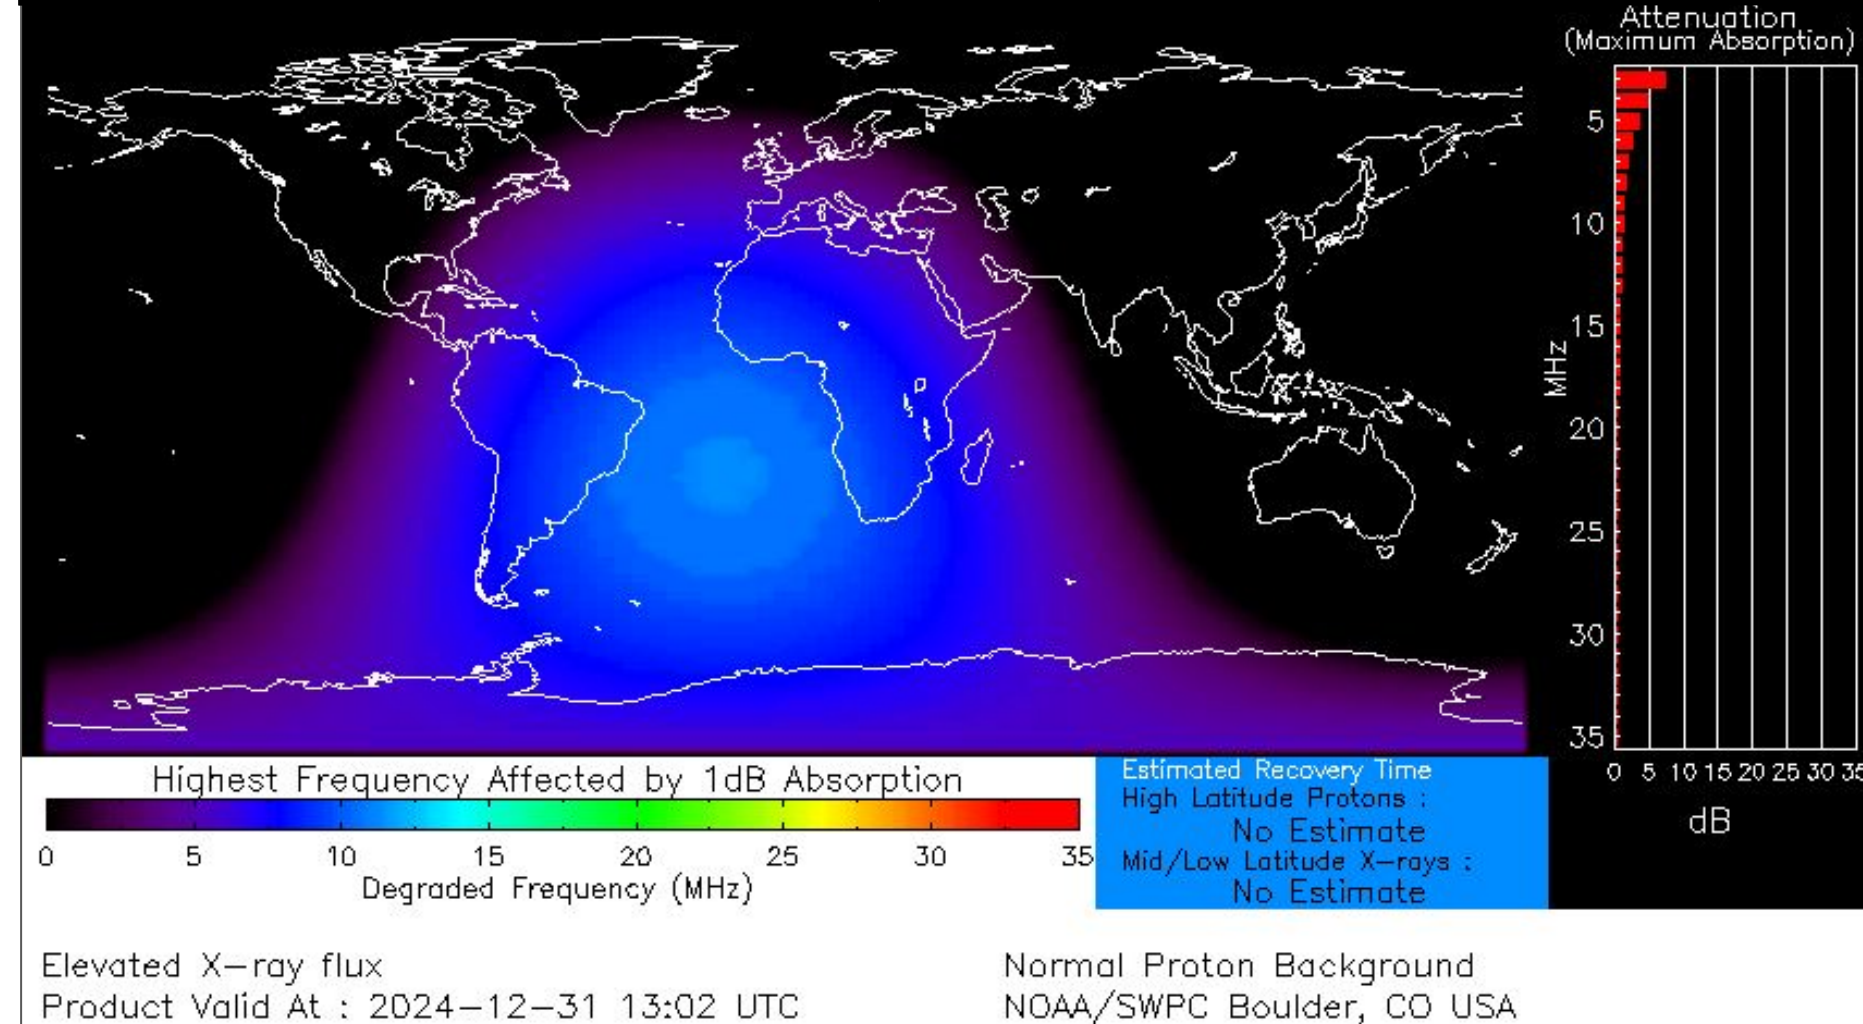 Attenuation
(Maximum Absorption)
5
10
15
20
25
30
35
MHz
0 5 10 15 20 25 30 35
dB
Highest Frequency Affected by 1dB Absorption
0 5 10 15 20 25 30 35
Degraded Frequency (MHz)
Estimated Recovery Time
High Latitude Protons :
No Estimate
Mid/Low Latitude X-rays :
No Estimate
Elevated X-ray flux
Normal Proton Background
Product Valid At : 2024-12-31 13:02 UTC
NOAA/SWPC Boulder, CO USA